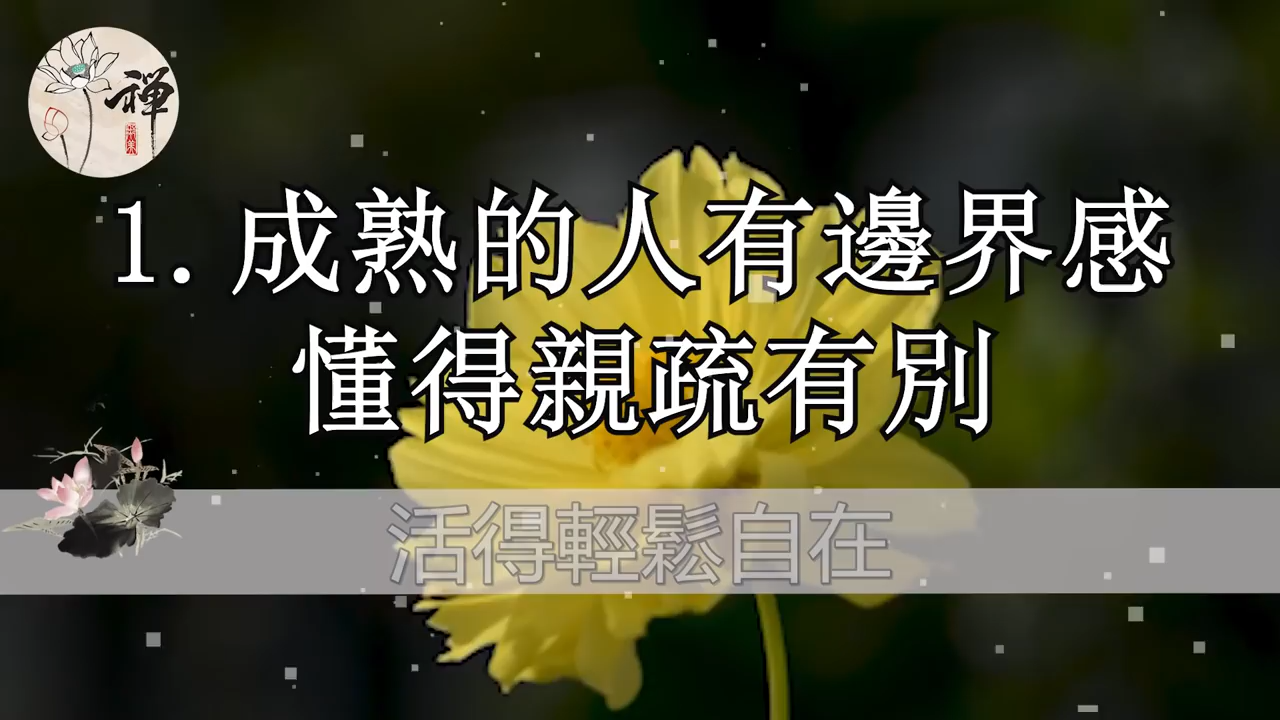 禅
1.成熟的人有邊界感
懂得親疏有別
活得輕鬆自在